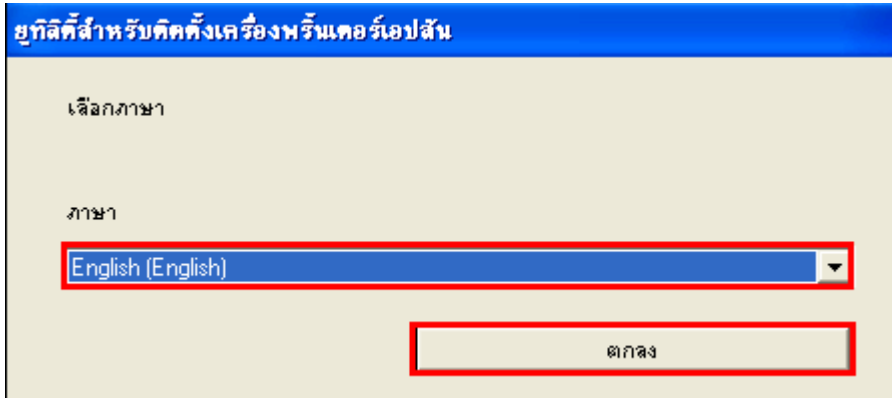 ยูทิลิตี้สำหรับติดตั้งเครื่องพริ้นเตอร์เอปสัน
เลือกภาษา
ภาษา
English (English)
ตกลง